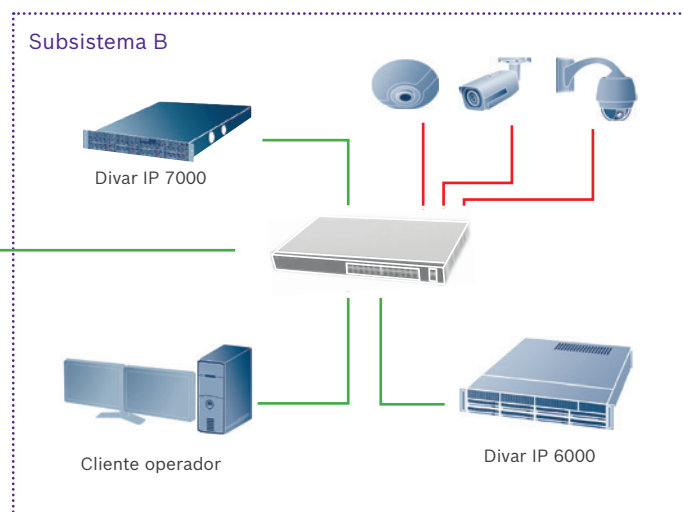 Subsistema B
Divar IP 7000
Cliente operador
Divar IP 6000